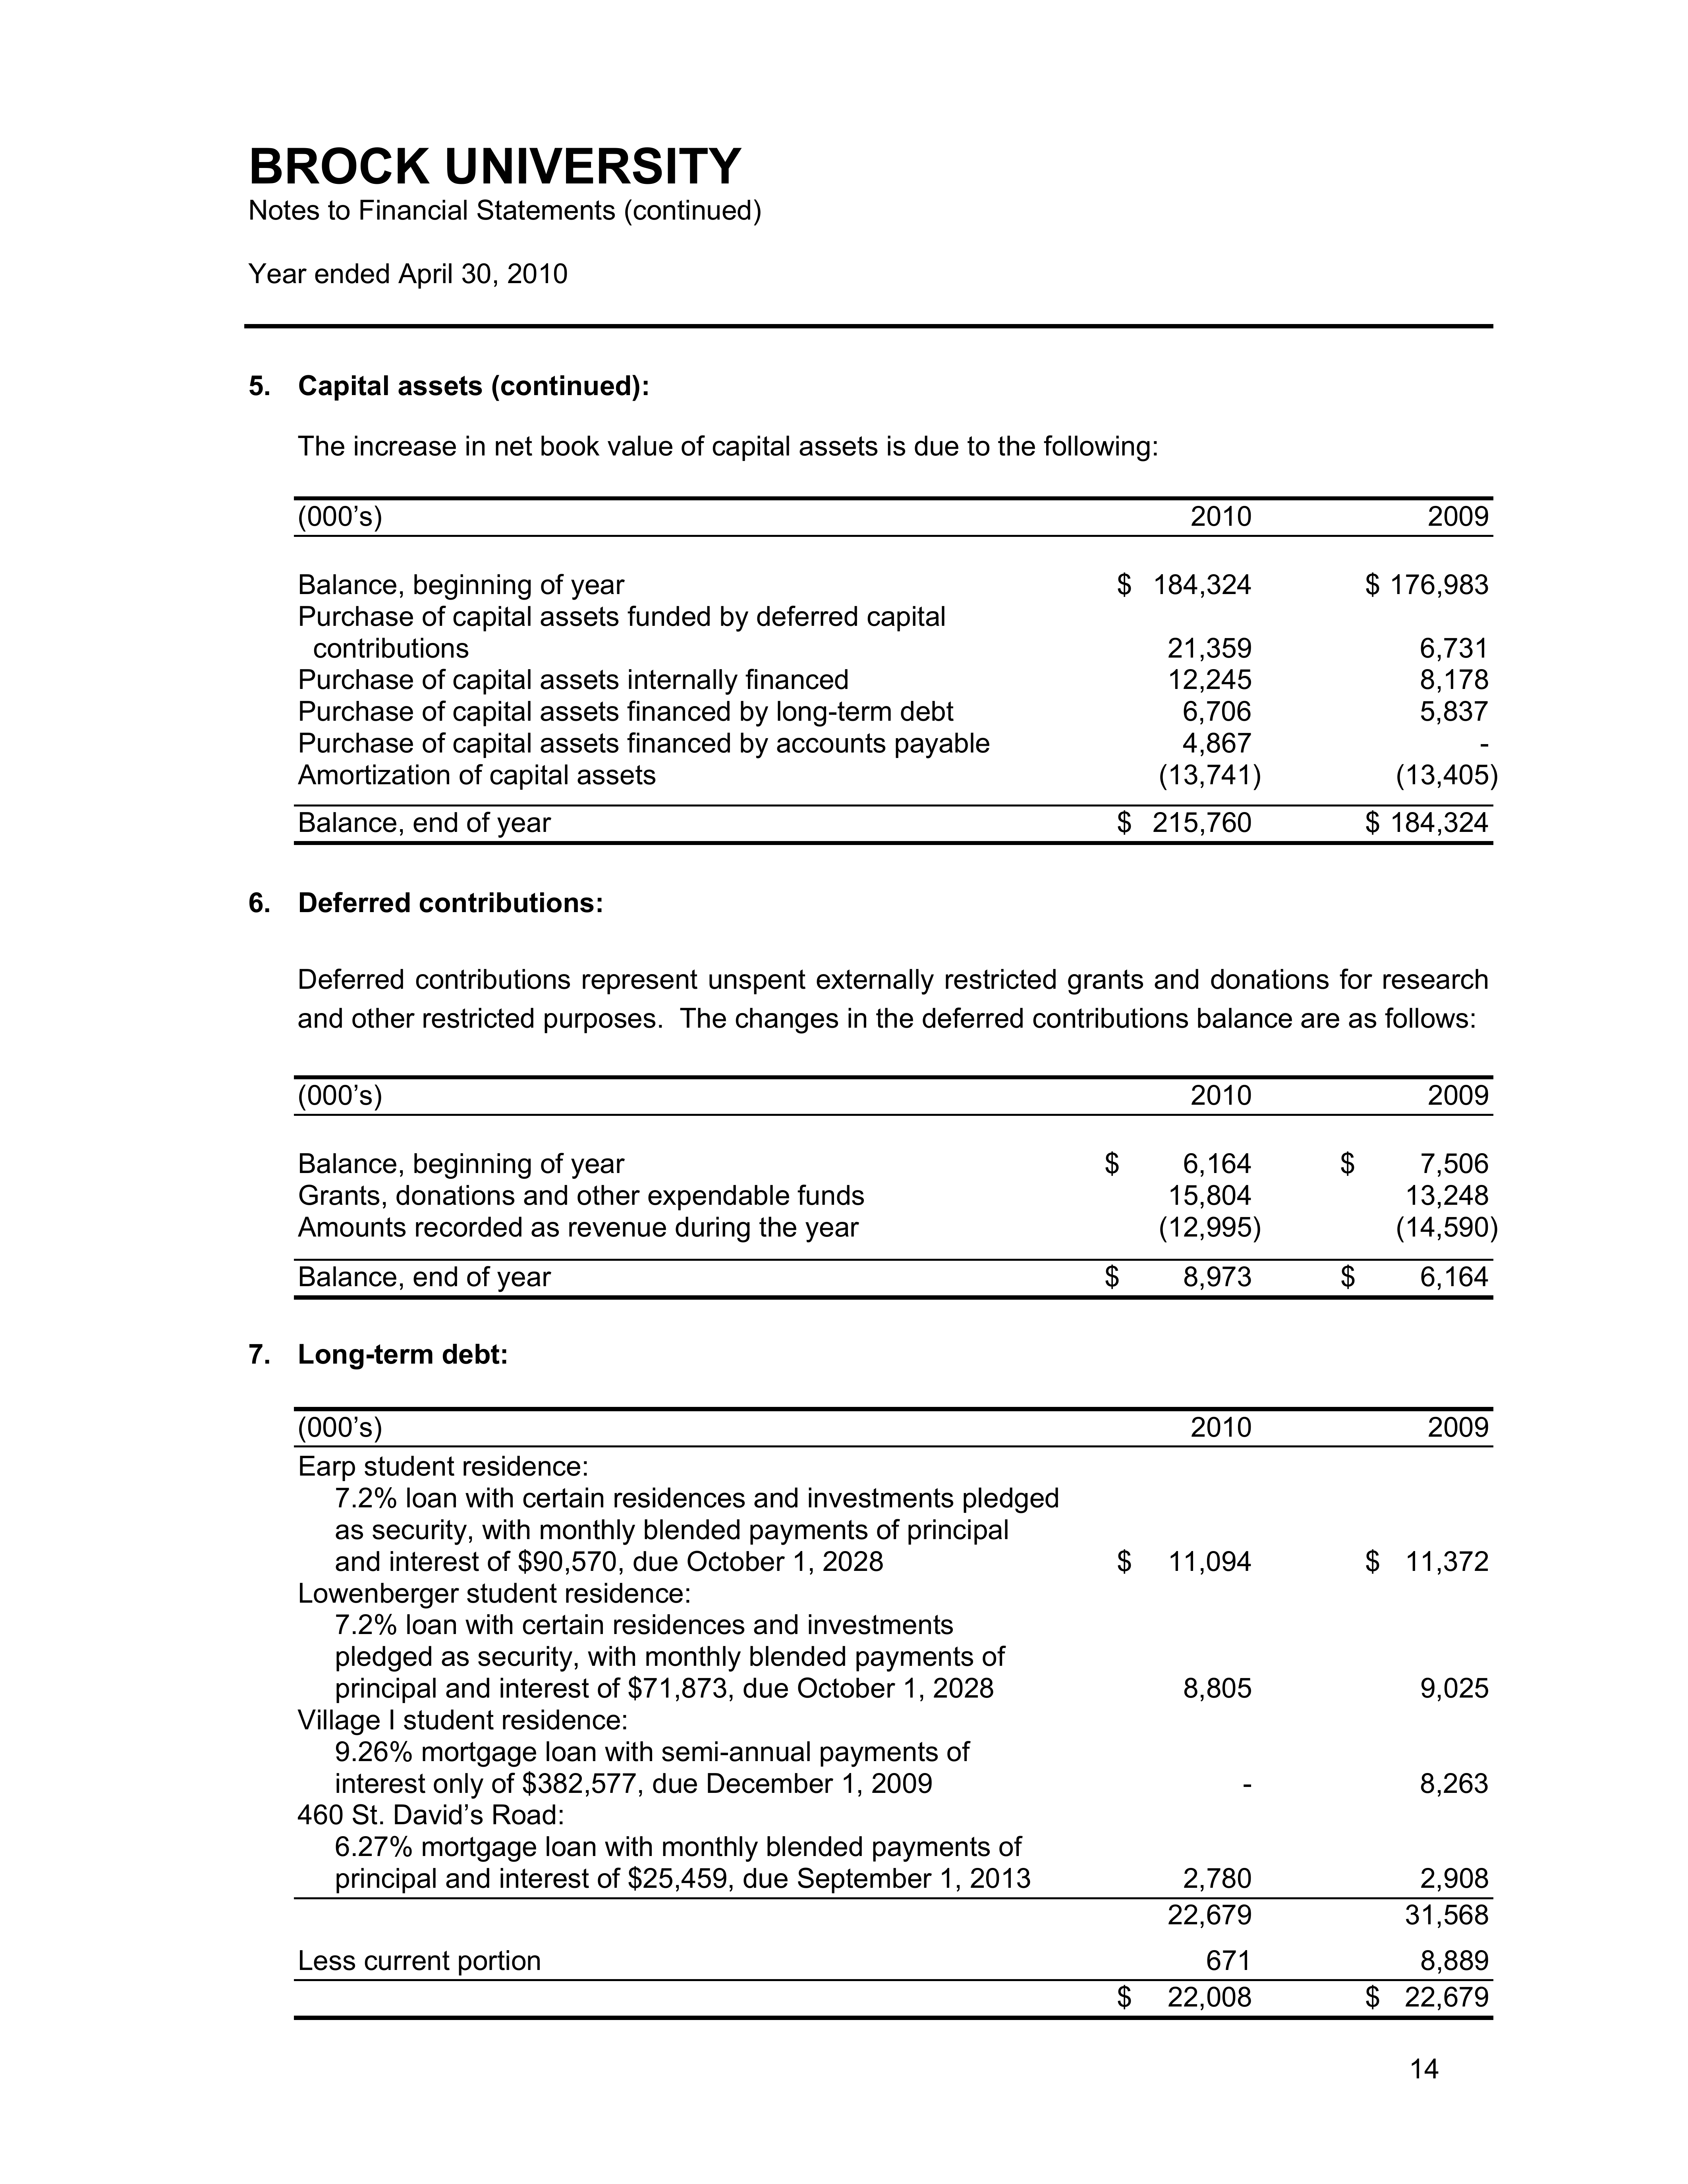 BROCK UNIVERSITY
Notes to Financial Statements (continued)
Year ended April 30, 2010
5. Capital assets (continued):
The increase in net book value of capital assets is due to the following:
(000’s) 2010 2009
Balance, beginning of year $ 184,324 $ 176,983
Purchase of capital assets funded by deferred capital
contributions 21,359 6,731
Purchase of capital assets internally financed 12,245 8,178
Purchase of capital assets financed by long-term debt 6,706 5,837
Purchase of capital assets financed by accounts payable 4,867 -
Amortization of capital assets (13,741) (13,405)
Balance, end of year $ 215,760 $ 184,324
6. Deferred contributions:
Deferred contributions represent unspent externally restricted grants and donations for research
and other restricted purposes. The changes in the deferred contributions balance are as follows:
(000’s) 2010 2009
Balance, beginning of year $ 6,164 $ 7,506
Grants, donations and other expendable funds 15,804 13,248
Amounts recorded as revenue during the year (12,995) (14,590)
Balance, end of year $ 8,973 $ 6,164
7. Long-term debt:
(000’s) 2010 2009
Earp student residence:
7.2% loan with certain residences and investments pledged
as security, with monthly blended payments of principal
and interest of $90,570, due October 1, 2028 $ 11,094 $ 11,372
Lowenberger student residence:
7.2% loan with certain residences and investments
pledged as security, with monthly blended payments of
principal and interest of $71,873, due October 1, 2028 8,805 9,025
Village I student residence:
9.26% mortgage loan with semi-annual payments of
interest only of $382,577, due December 1, 2009 - 8,263
460 St. David’s Road:
6.27% mortgage loan with monthly blended payments of
principal and interest of $25,459, due September 1, 2013 2,780 2,908
22,679 31,568
Less current portion 671 8,889
$ 22,008 $ 22,679
14